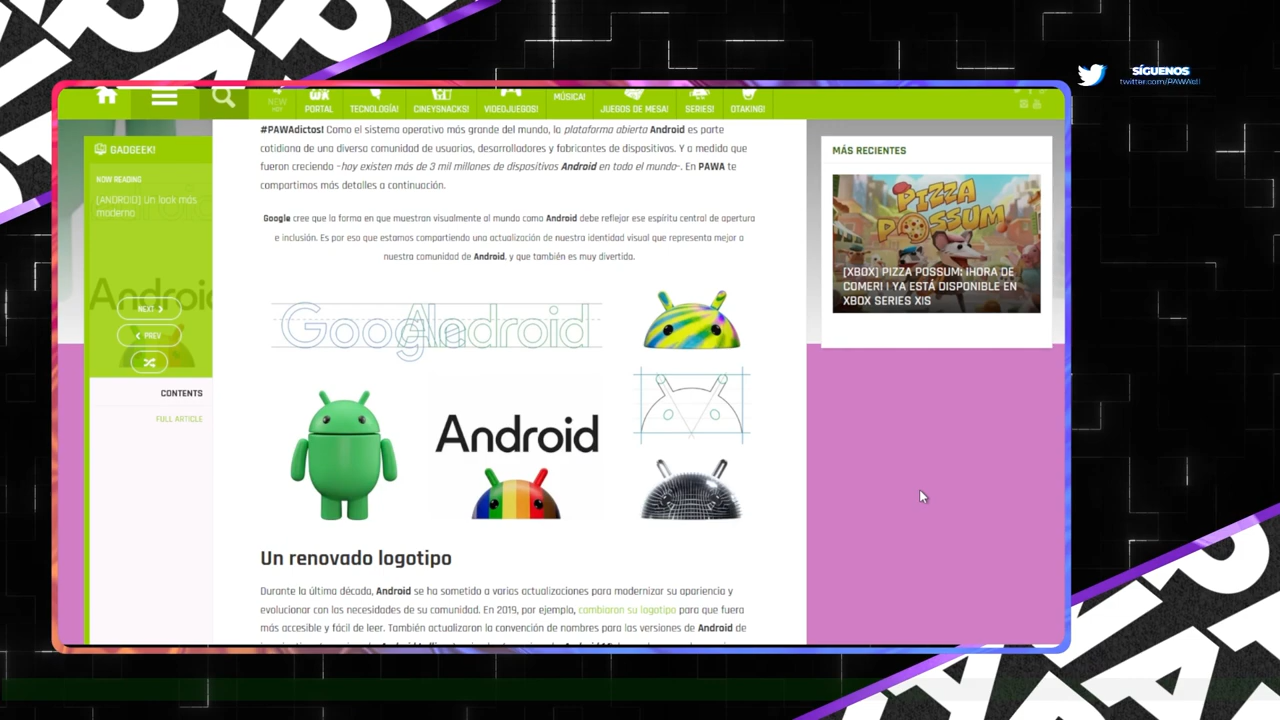 SÍGUENOS
twitter.com/PAWAdi
NEW
PORTAL
TECNOLOGÍA!
CINEYSNACKS!
VIDEOJUEGOS!
MÚSICA!
JUEGOS DE MESA!
SERIES!
OTAKING!
GADGEEK!
NOW READING
[ANDROID] Un look más
moderno
NEXT
PREV
CONTENTS
FULL ARTICLE
#PAWAdictos! Como el sistema operativo más grande del mundo, la plataforma abierta Android es parte
cotidiana de una diversa comunidad de usuarios, desarrolladores y fabricantes de dispositivos. Y a medida que
fueron creciendo –hoy existen más de 3 mil millones de dispositivos Android en todo el mundo–. En PAWA te
compartimos más detalles a continuación.
Google cree que la forma en que muestran visualmente al mundo como Android debe reflejar ese espíritu central de apertura
e inclusión. Es por eso que estamos compartiendo una actualización de nuestra identidad visual que representa mejor a
nuestra comunidad de Android, y que también es muy divertida.
Google Android
Android
Un renovado logotipo
Durante la última década, Android se ha sometido a varias actualizaciones para modernizar su apariencia y
evolucionar con las necesidades de su comunidad. En 2019, por ejemplo, cambiaron su logotipo para que fuera
más accesible y fácil de leer. También actualizaron la convención de nombres para las versiones de Android de
MÁS RECIENTES
PIZZA
POSSUM
[XBOX] PIZZA POSSUM: ¡HORA DE
COMER! | YA ESTÁ DISPONIBLE EN
XBOX SERIES X|S